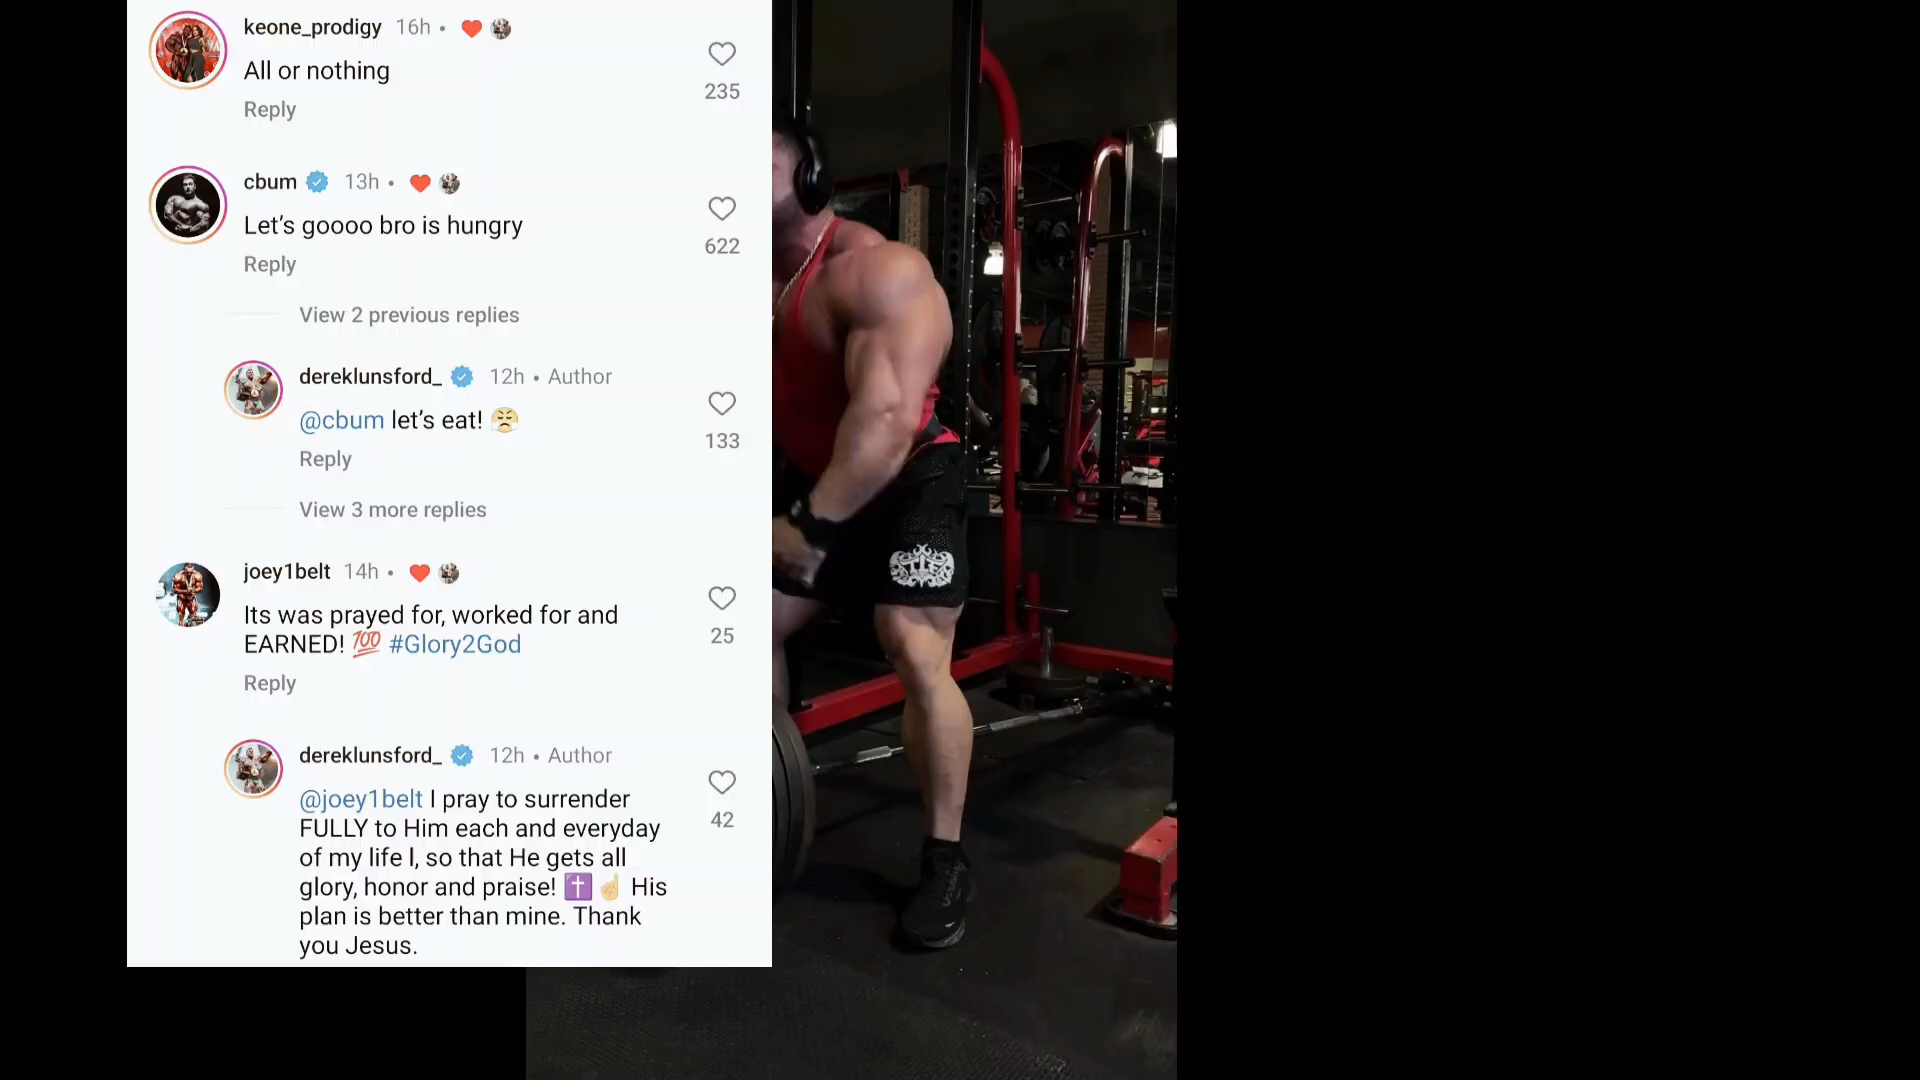 keone_prodigy 16h •
All or nothing
Reply
235
cbum 13h •
Let's goooo bro is hungry
Reply
622
View 2 previous replies
dereklunsford_ 12h • Author
@cbum let's eat! 😤
Reply
133
View 3 more replies
joey1belt 14h •
Its was prayed for, worked for and
EARNED! 💯 #Glory2God
Reply
25
dereklunsford_ 12h • Author
@joey1belt I pray to surrender
FULLY to Him each and everyday
of my life I, so that He gets all
glory, honor and praise! ✝️☝🏼 His
plan is better than mine. Thank
you Jesus.
42